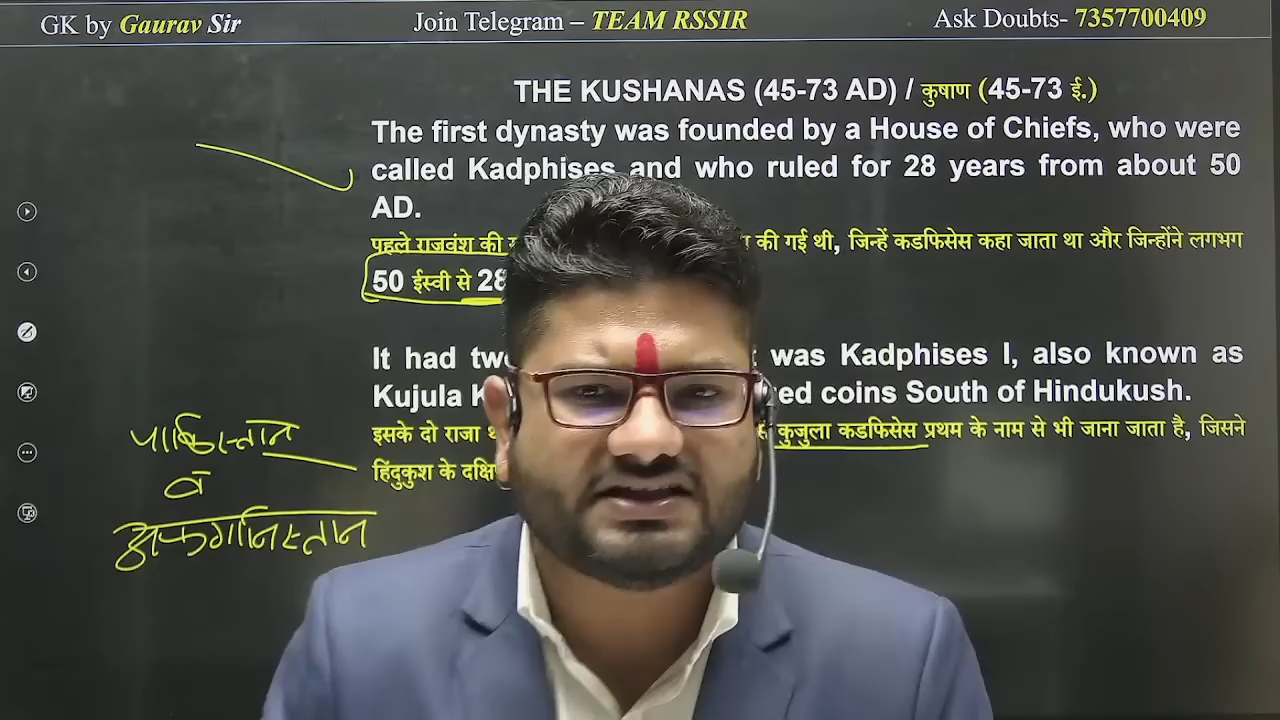 GK by Gaurav Sir
Join Telegram – TEAM RSSIR
Ask Doubts- 7357700409
THE KUSHANAS (45-73 AD) / कुषाण (45-73 ई.)
The first dynasty was founded by a House of Chiefs, who were
called Kadphises and who ruled for 28 years from about 50
AD.
पहले राजवंश की की गई थी, जिन्हें कडफिसेस कहा जाता था और जिन्होंने लगभग
50 ईस्वी से 28
It had two was Kadphises I, also known as
Kujula coins South of Hindukush.
इसके दो राजा कुजुला कडफिसेस प्रथम के नाम से भी जाना जाता है, जिसने
हिंदुकुश के
पाकिस्तान
व
अफगानिस्तान